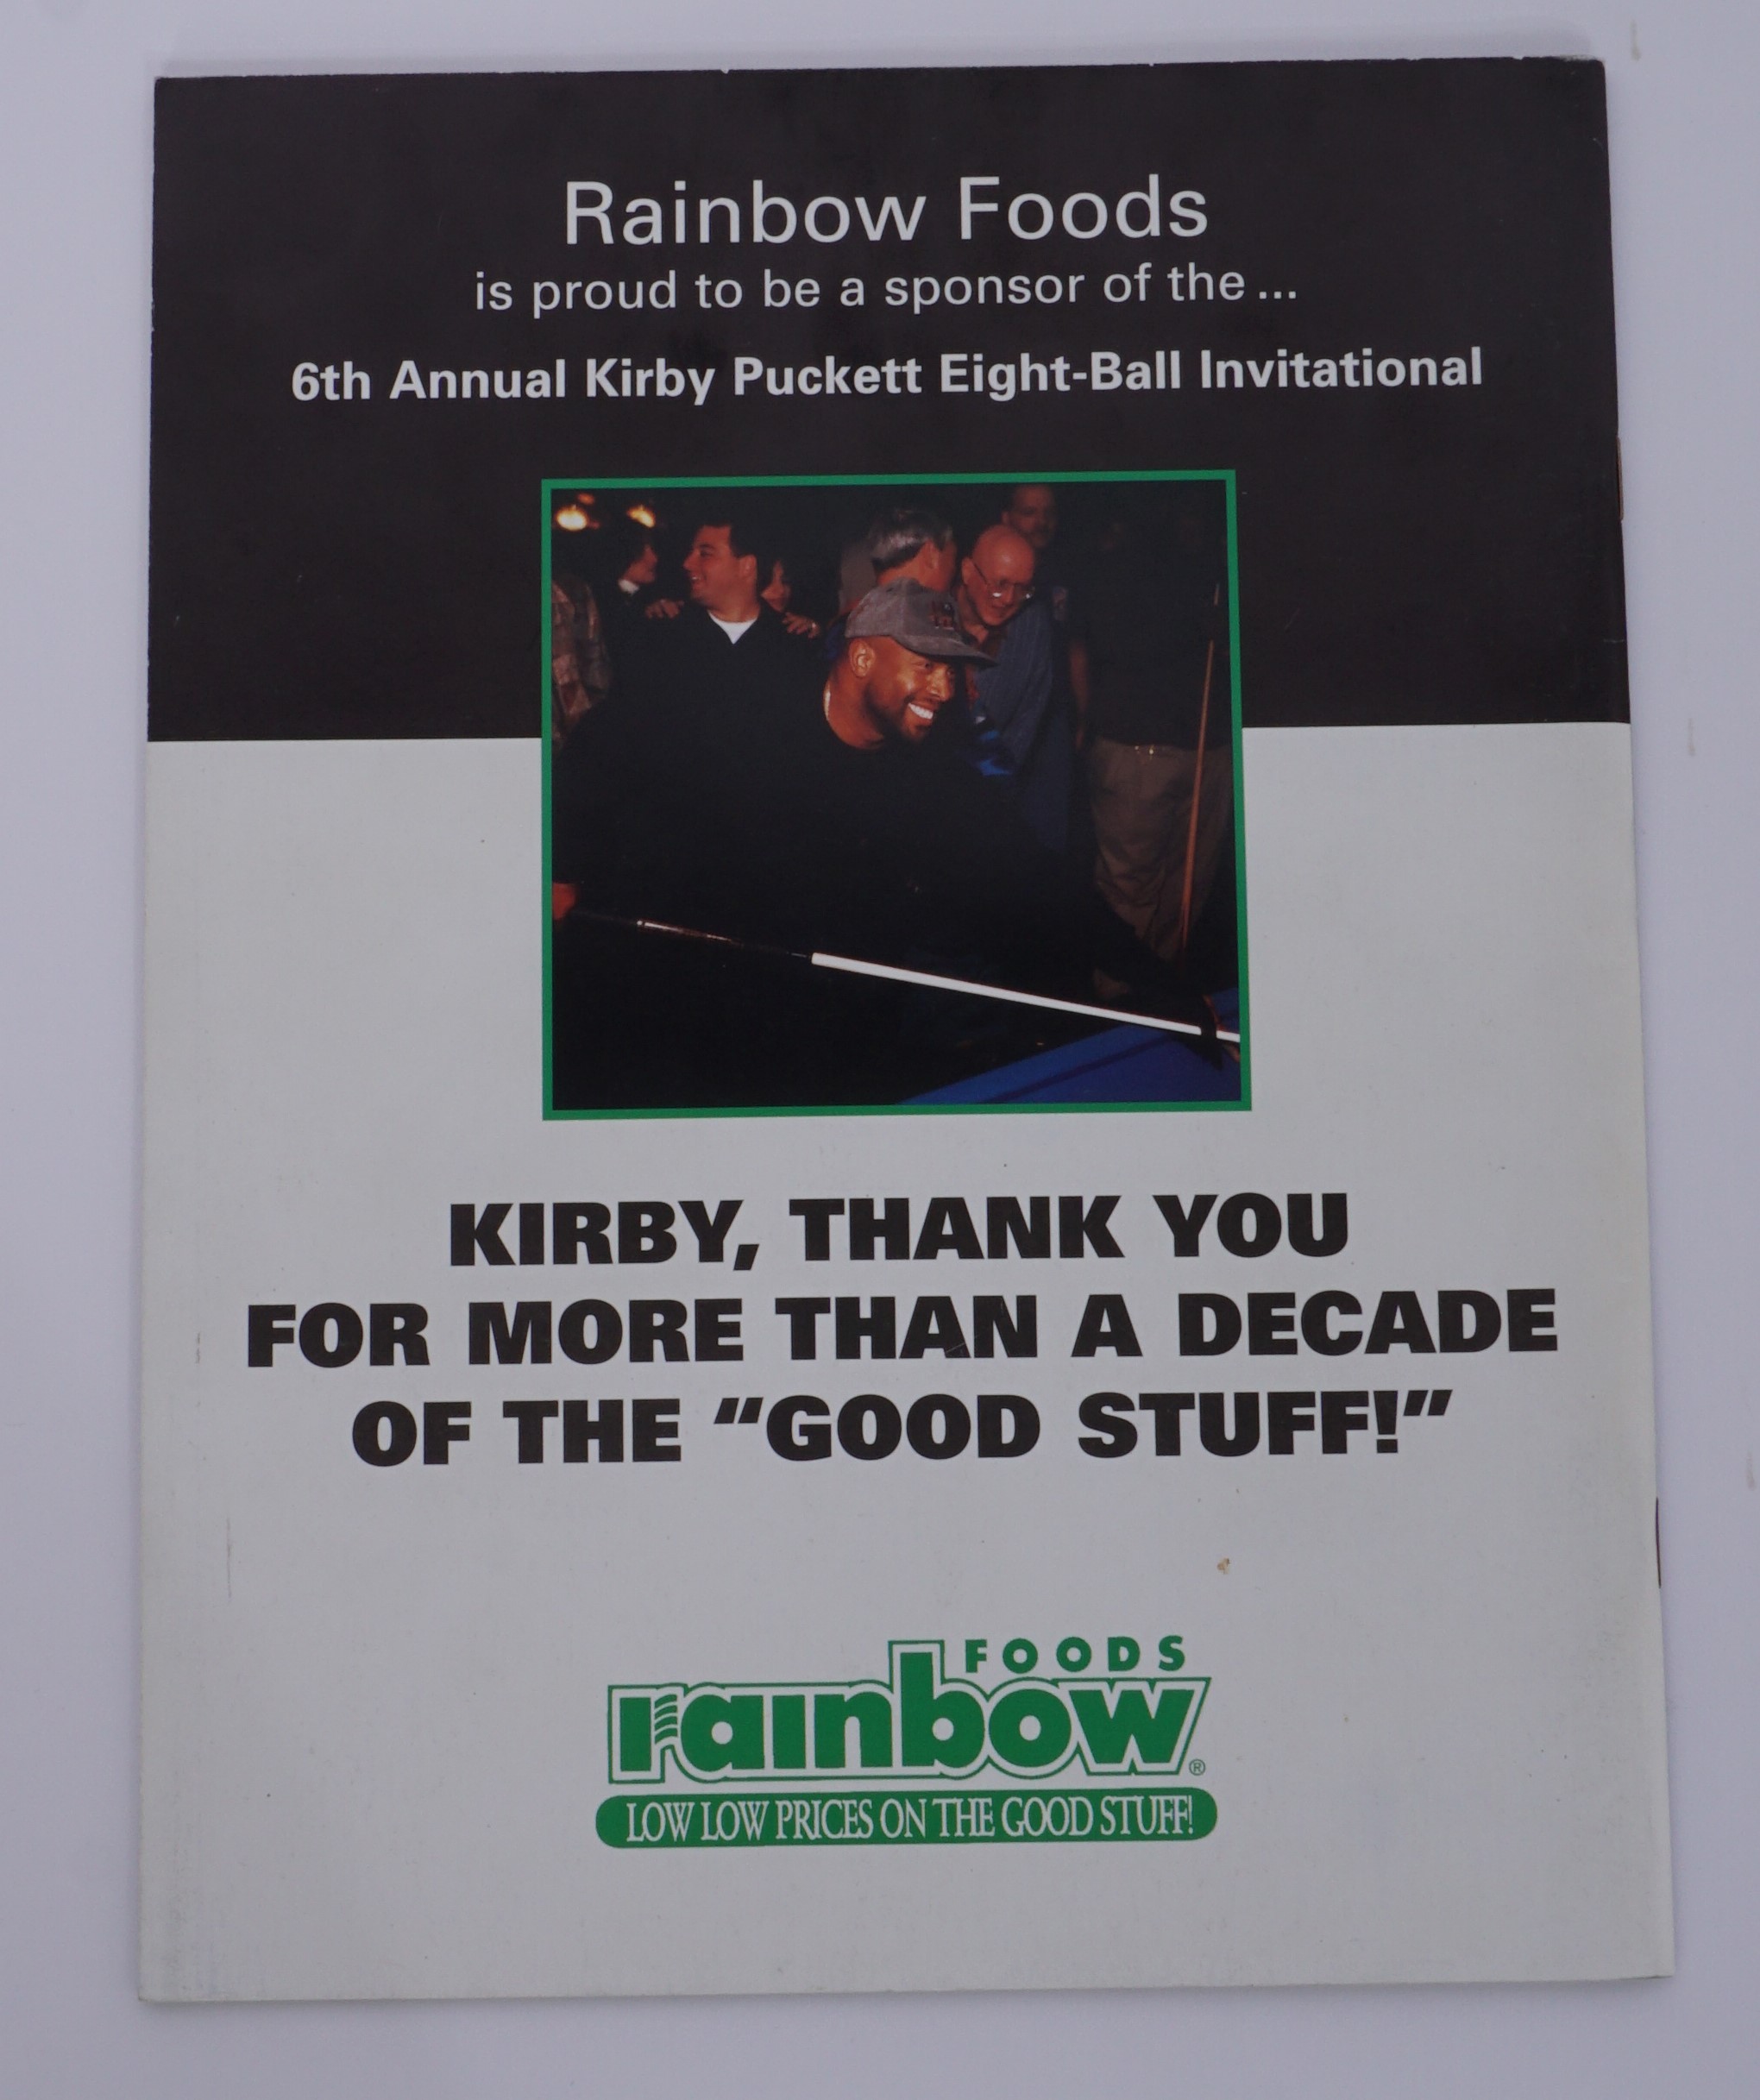 Rainbow Foods
is proud to be a sponsor of the...
6th Annual Kirby Puckett Eight-Ball Invitational
KIRBY, THANK YOU
FOR MORE THAN A DECADE
OF THE “GOOD STUFF!”
FOODS
rainbow®
LOW LOW PRICES ON THE GOOD STUFF!